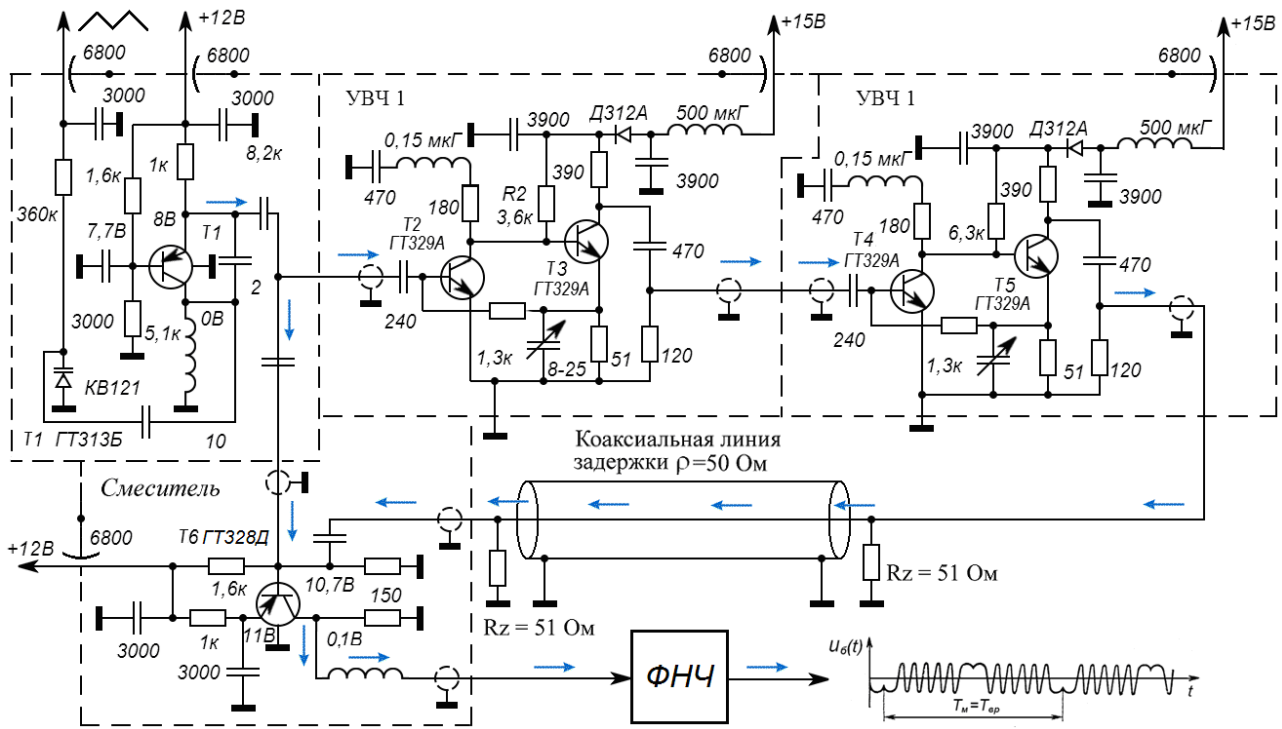 +12В
6800
6800
3000
3000
8,2к
1,6к
1к
360к
7,7В
8В
Т1
2
3000
5,1к
0В
КВ121
Т1 ГТ313Б
10
+15В
6800
УВЧ 1
3900
Д312А
500 мкГ
0,15 мкГ
390
3900
470
180
R2
3,6к
Т2
ГТ329А
Т3
ГТ329А
470
240
1,3к
8-25
51
120
+15В
6800
УВЧ 1
3900
Д312А
500 мкГ
0,15 мкГ
390
3900
470
180
6,3к
Т4
ГТ329А
Т5
ГТ329А
470
240
1,3к
51
120
Коаксиальная линия
задержки ρ=50 Ом
Rz = 51 Ом
Rz = 51 Ом
Смеситель
+12В
6800
Т6 ГТ328Д
1,6к
10,7В
150
3000
1к
11В
0,1В
3000
ФНЧ
uб(t)
Tм=Tвр
t